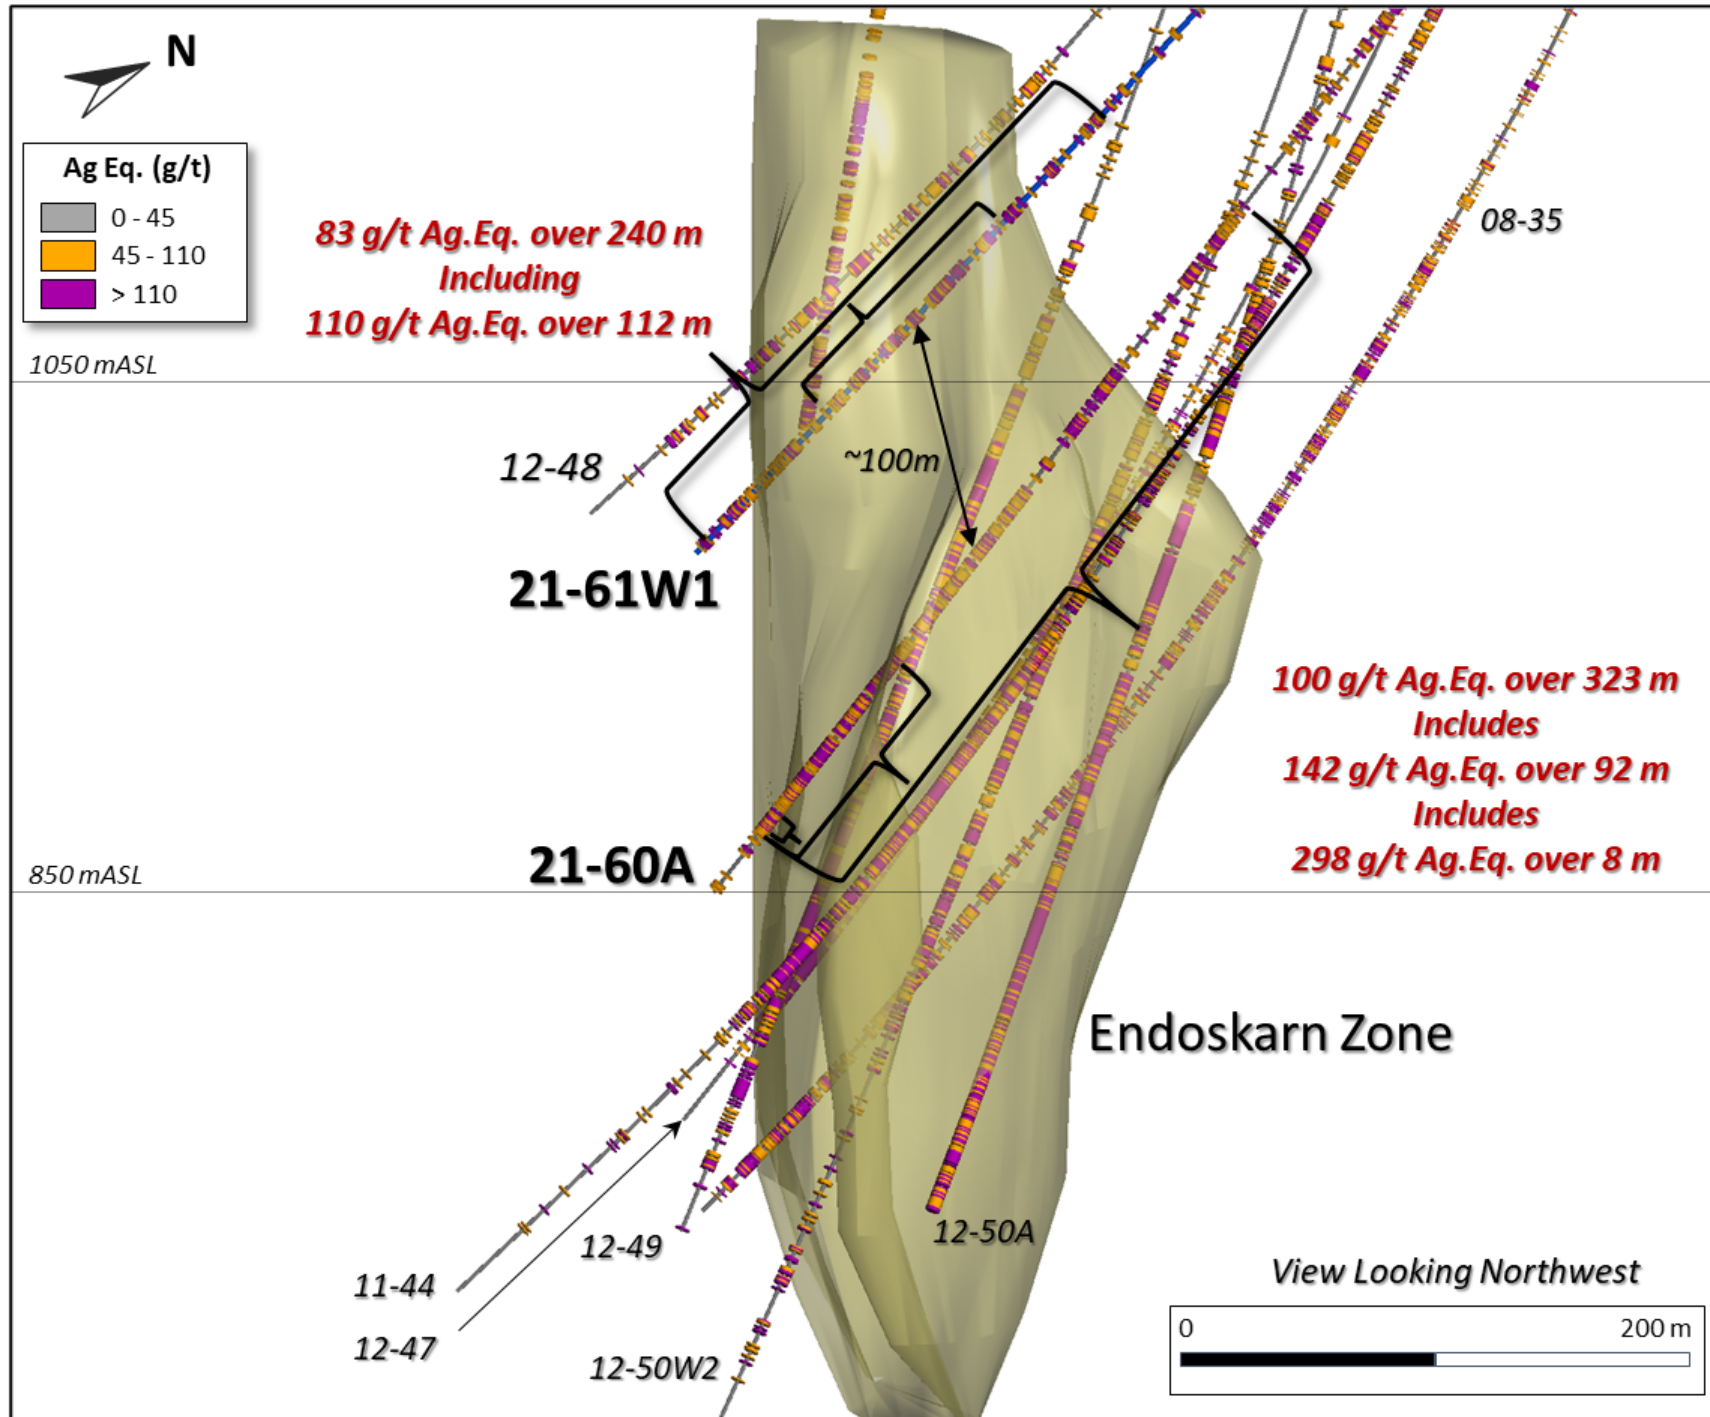 N
Ag Eq. (g/t)
0 - 45
45 - 110
> 110
83 g/t Ag.Eq. over 240 m
Including
110 g/t Ag.Eq. over 112 m
08-35
1050 mASL
12-48
~100m
21-61W1
100 g/t Ag.Eq. over 323 m
Includes
142 g/t Ag.Eq. over 92 m
Includes
298 g/t Ag.Eq. over 8 m
21-60A
850 mASL
Endoskarn Zone
12-49
12-50A
11-44
12-47
12-50W2
View Looking Northwest
0
200 m